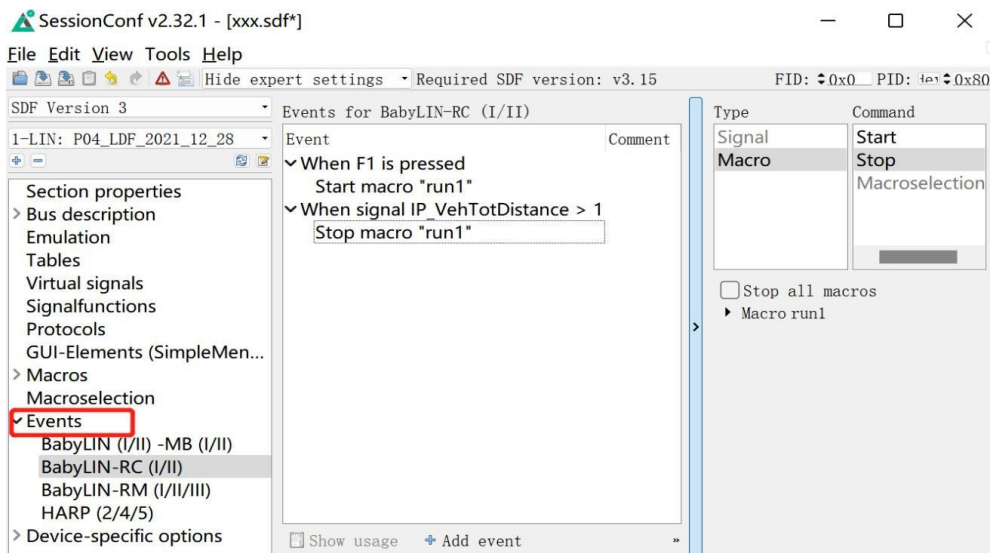 SessionConf v2.32.1 - [xxx.sdf*]
File Edit View Tools Help
Hide expert settings Required SDF version: v3.15 FID: 0x0 PID: 0x80
SDF Version 3
1-LIN: P04_LDF_2021_12_28
Section properties
Bus description
Emulation
Tables
Virtual signals
Signalfunctions
Protocols
GUI-Elements (SimpleMen...
Macros
Macroselection
Events
BabyLIN (I/II) -MB (I/II)
BabyLIN-RC (I/II)
BabyLIN-RM (I/II/III)
HARP (2/4/5)
Device-specific options
Events for BabyLIN-RC (I/II)
Event Comment
When F1 is pressed
Start macro "run1"
When signal IP_VehTotDistance > 1
Stop macro "run1"
Show usage + Add event »
Type Command
Signal Start
Macro Stop
Macroselection
Stop all macros
Macro run1